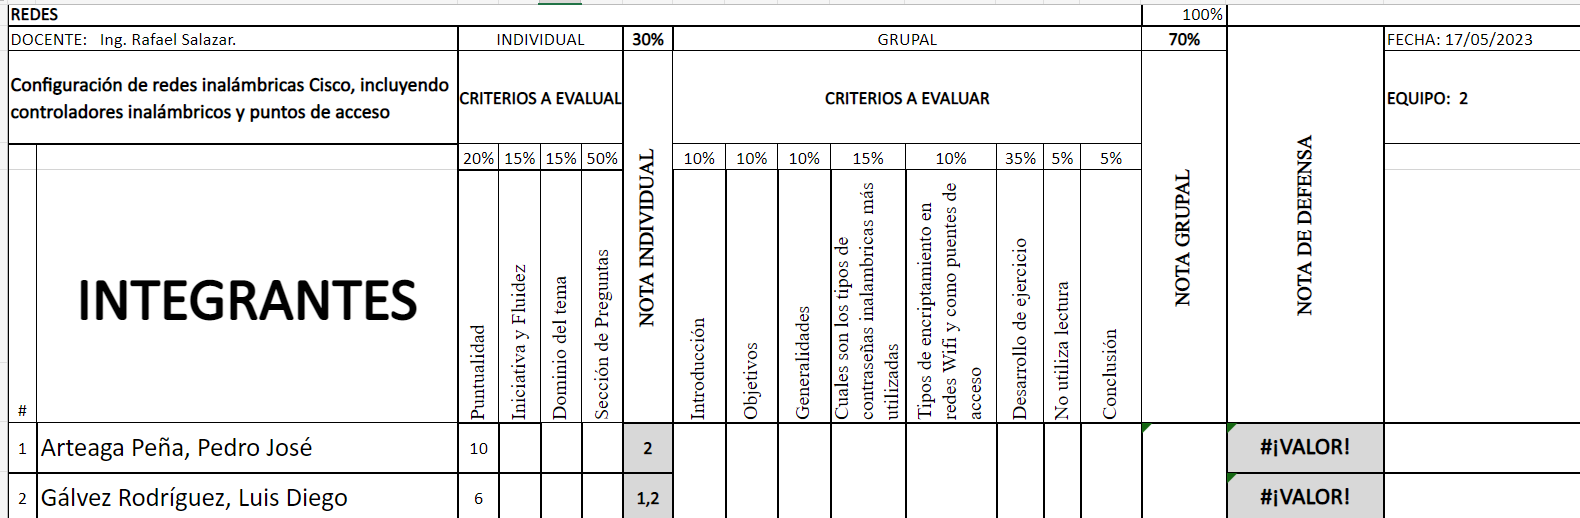 REDES
100%
DOCENTE:   Ing. Rafael Salazar.
INDIVIDUAL
30%
GRUPAL
70%
FECHA: 17/05/2023
Configuración de redes inalámbricas Cisco, incluyendo
controladores inalámbricos y puntos de acceso
CRITERIOS A EVALUAL
CRITERIOS A EVALUAR
EQUIPO:  2
20%
15%
15%
50%
10%
10%
10%
15%
10%
35%
5%
5%
#
INTEGRANTES
Puntualidad
Iniciativa y Fluidez
Dominio del tema
Sección de Preguntas
NOTA INDIVIDUAL
Introducción
Objetivos
Generalidades
Cuales son los tipos de
contraseñas inalambricas más
utilizadas
Tipos de encriptamiento en
redes Wifi y como puentes de
acceso
Desarrollo de ejercicio
No utiliza lectura
Conclusión
NOTA GRUPAL
NOTA DE DEFENSA
1
Arteaga Peña, Pedro José
10
2
#¡VALOR!
2
Gálvez Rodríguez, Luis Diego
6
1,2
#¡VALOR!